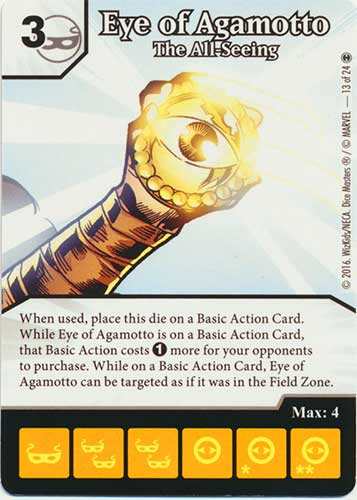 3
Eye of Agamotto
The All-Seeing
© 2016. WizKids/NECA. Dice Masters ® / © MARVEL — 13 of 24
When used, place this die on a Basic Action Card.
While Eye of Agamotto is on a Basic Action Card,
that Basic Action costs 1 more for your opponents
to purchase. While on a Basic Action Card, Eye of
Agamotto can be targeted as if it was in the Field Zone.
Max: 4
* **